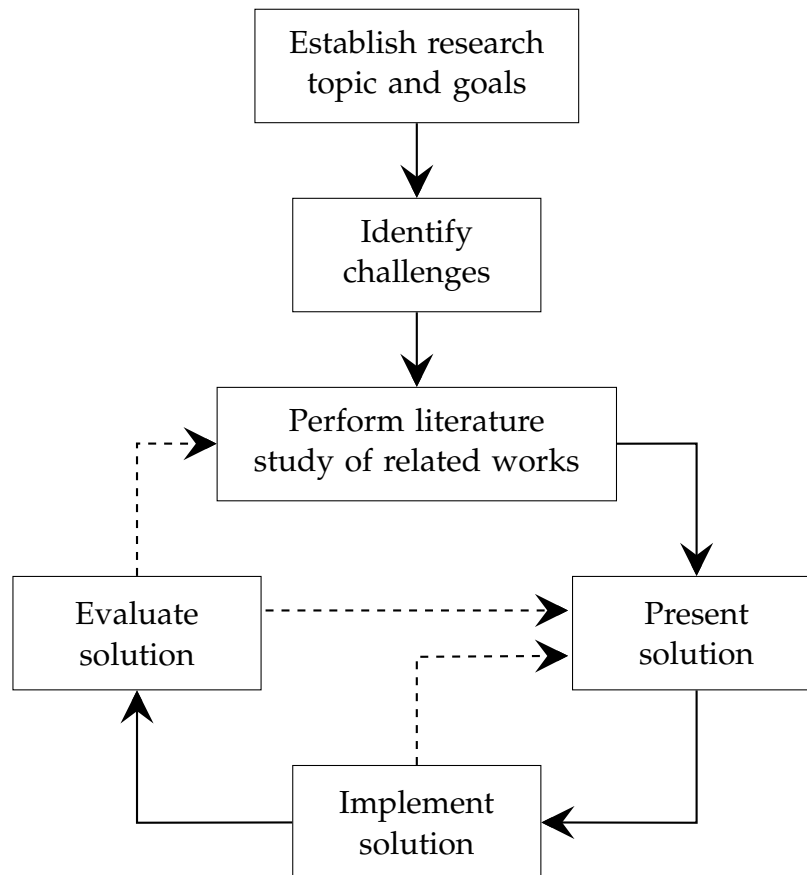 Establish research
topic and goals
Identify
challenges
Perform literature
study of related works
Evaluate
solution
Present
solution
Implement
solution